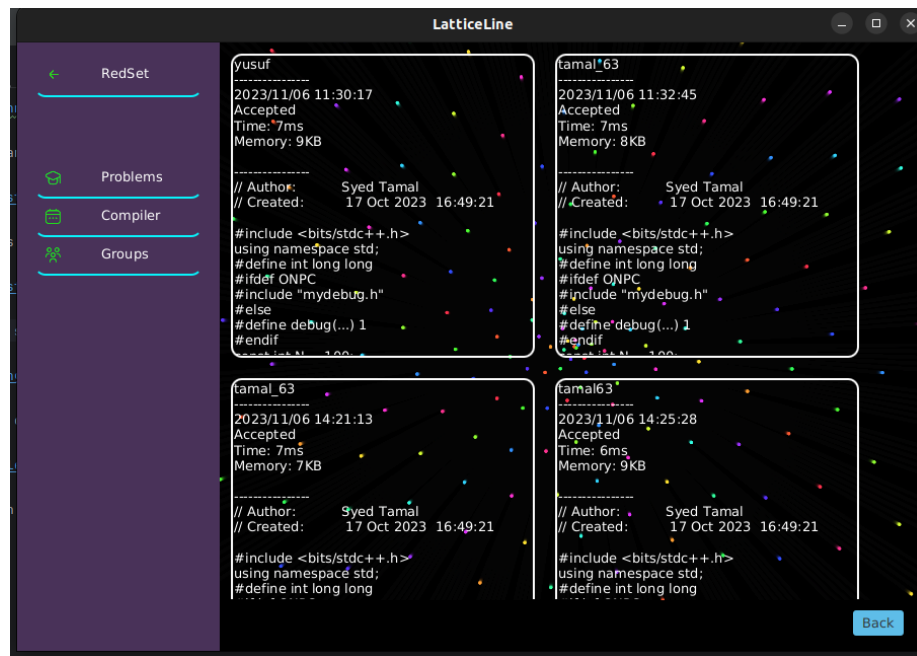 LatticeLine
RedSet
Problems
Compiler
Groups
yusuf
----------------
2023/11/06 11:30:17
Accepted
Time: 7ms
Memory: 9KB
----------------
// Author: Syed Tamal
// Created: 17 Oct 2023 16:49:21
#include <bits/stdc++.h>
using namespace std;
#define int long long
#ifdef ONPC
#include "mydebug.h"
#else
#define debug(...) 1
#endif
tamal_63
----------------
2023/11/06 11:32:45
Accepted
Time: 7ms
Memory: 8KB
----------------
// Author: Syed Tamal
// Created: 17 Oct 2023 16:49:21
#include <bits/stdc++.h>
using namespace std;
#define int long long
#ifdef ONPC
#include "mydebug.h"
#else
#define debug(...) 1
#endif
tamal_63
----------------
2023/11/06 14:21:13
Accepted
Time: 7ms
Memory: 7KB
----------------
// Author: Syed Tamal
// Created: 17 Oct 2023 16:49:21
#include <bits/stdc++.h>
using namespace std;
#define int long long
tamal63
----------------
2023/11/06 14:25:28
Accepted
Time: 6ms
Memory: 9KB
----------------
// Author: Syed Tamal
// Created: 17 Oct 2023 16:49:21
#include <bits/stdc++.h>
using namespace std;
#define int long long
Back